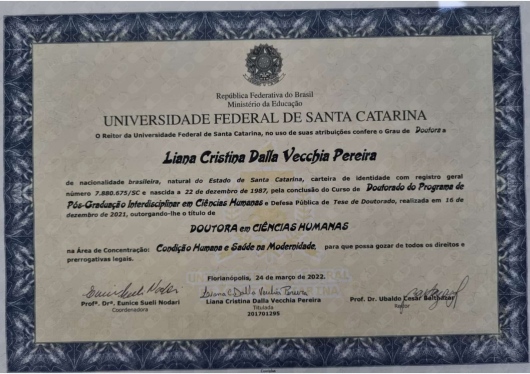 República Federativa do Brasil
Ministério da Educação
UNIVERSIDADE FEDERAL DE SANTA CATARINA
O Reitor da Universidade Federal de Santa Catarina, no uso de suas atribuições confere o Grau de Doutora a
Liana Cristina Dalla Vecchia Pereira
de nacionalidade brasileira, natural do Estado de Santa Catarina, carteira de identidade com registro geral
número 7.880.675/SC e nascida a 22 de dezembro de 1987, pela conclusão do Curso de Doutorado do Programa de
Pós-Graduação Interdisciplinar em Ciências Humanas e Defesa Pública de Tese de Doutorado, realizada em 16 de
dezembro de 2021, outorgando-lhe o título de
DOUTORA em CIÊNCIAS HUMANAS
na Área de Concentração: Condição Humana e Saúde na Modernidade, para que possa gozar de todos os direitos e
prerrogativas legais.
Florianópolis, 24 de março de 2022.
Eunice Sueli Nodari
Liana C Dalla Vecchia Pereira
Profª. Drª. Eunice Sueli Nodari
Coordenadora
Liana Cristina Dalla Vecchia Pereira
Titulada
201701295
Prof. Dr. Ubaldo Cesar Balthazar
Reitor